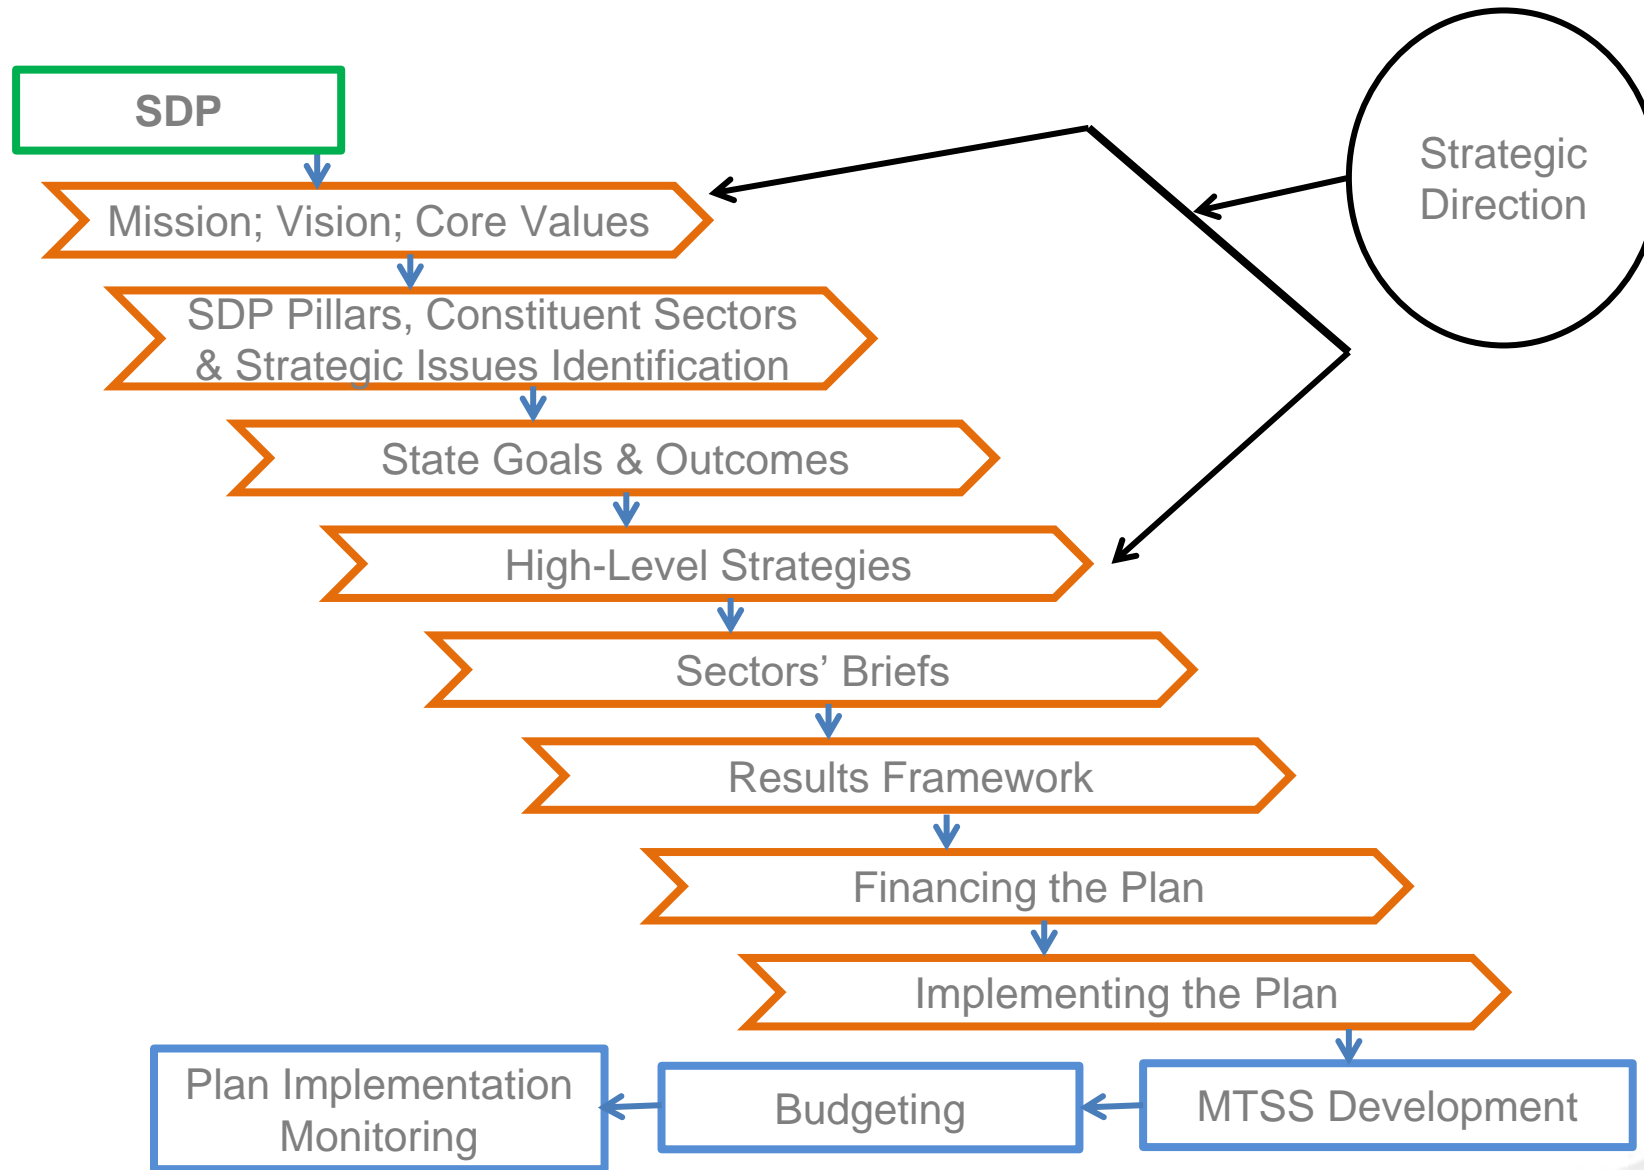 SDP
Strategic
Direction
Mission; Vision; Core Values
SDP Pillars, Constituent Sectors
& Strategic Issues Identification
State Goals & Outcomes
High-Level Strategies
Sectors’ Briefs
Results Framework
Financing the Plan
Implementing the Plan
Plan Implementation
Monitoring
Budgeting
MTSS Development